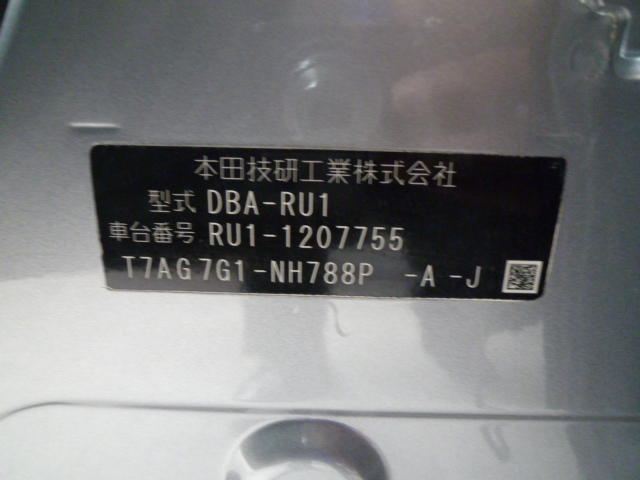 本田技研工業株式会社
型式 DBA-RU1
車台番号 RU1-1207755
T7AG7G1-NH788P -A-J